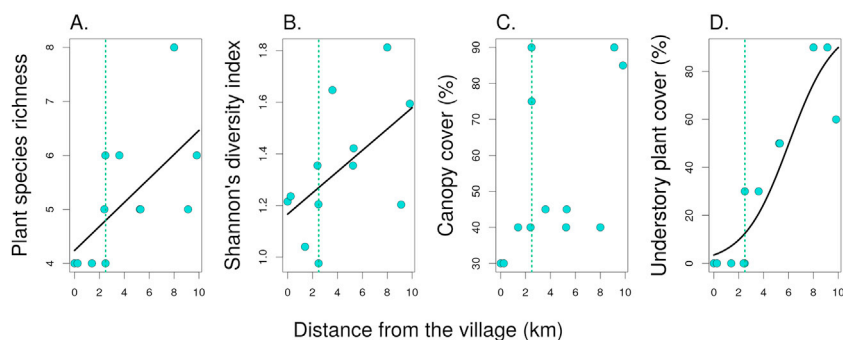 A.
B.
C.
D.
Plant species richness
8
7
6
5
4
0 2 4 6 8 10
Shannon's diversity index
1.8
1.6
1.4
1.2
1.0
0 2 4 6 8 10
Canopy cover (%)
90
80
70
60
50
40
30
0 2 4 6 8 10
Understory plant cover (%)
80
60
40
20
0
0 2 4 6 8 10
Distance from the village (km)